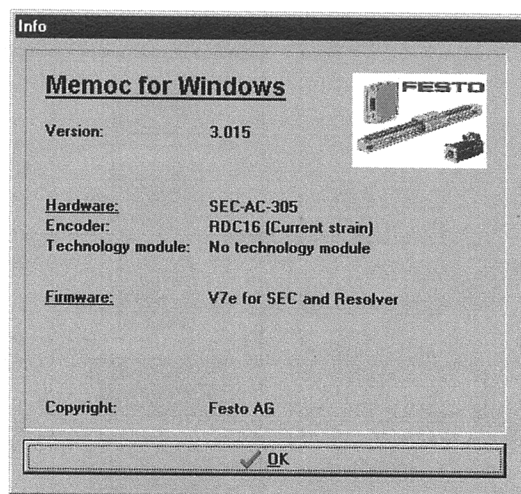 Info
Memoc for Windows
FESTO
Version: 3.015
Hardware: SEC-AC-305
Encoder: RDC16 (Current strain)
Technology module: No technology module
Firmware: V7e for SEC and Resolver
Copyright: Festo AG
OK